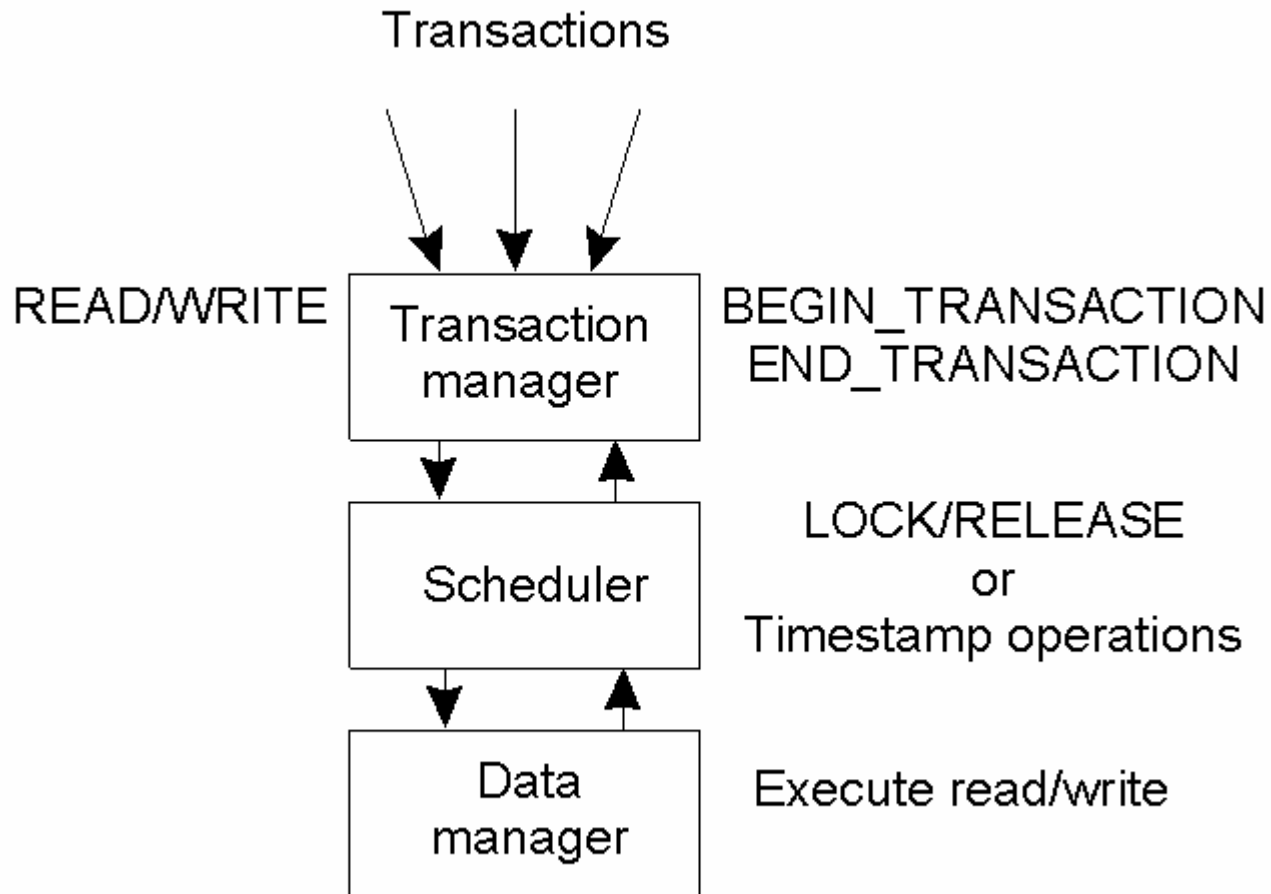 Transactions
READ/WRITE
Transaction
manager
BEGIN_TRANSACTION
END_TRANSACTION
Scheduler
LOCK/RELEASE
or
Timestamp operations
Data
manager
Execute read/write